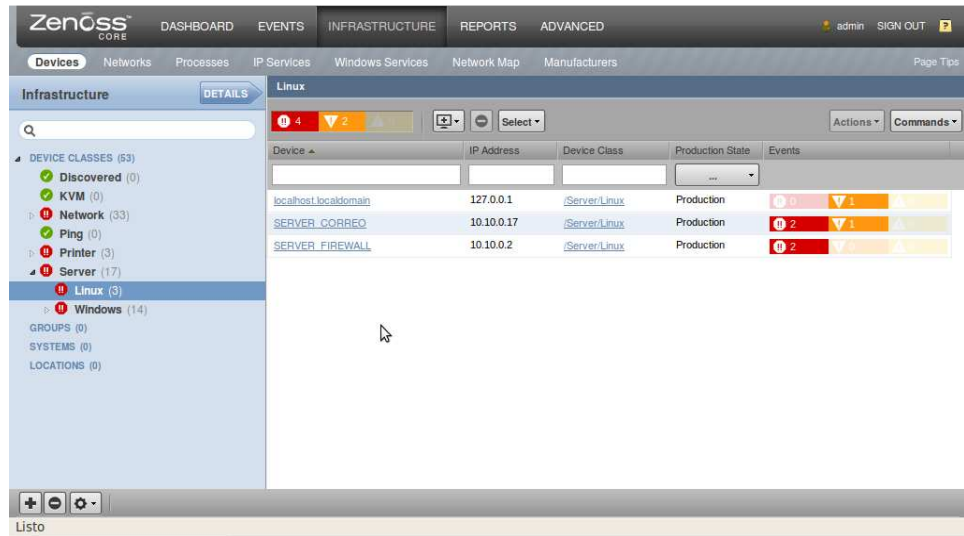 Zenoss CORE
DASHBOARD EVENTS INFRASTRUCTURE REPORTS ADVANCED
admin SIGN OUT ?
Devices Networks Processes IP Services Windows Services Network Map Manufacturers Page Tips
Infrastructure DETAILS
Linux
4 2
Select
Actions Commands
Device IP Address Device Class Production State Events
...
DEVICE CLASSES (53)
Discovered (0)
KVM (0)
Network (33)
Ping (0)
Printer (3)
Server (17)
Linux (3)
Windows (14)
GROUPS (0)
SYSTEMS (0)
LOCATIONS (0)
localhost.localdomain 127.0.0.1 /Server/Linux Production 0 1
SERVER CORREO 10.10.0.17 /Server/Linux Production 2 1
SERVER FIREWALL 10.10.0.2 /Server/Linux Production 2
Listo